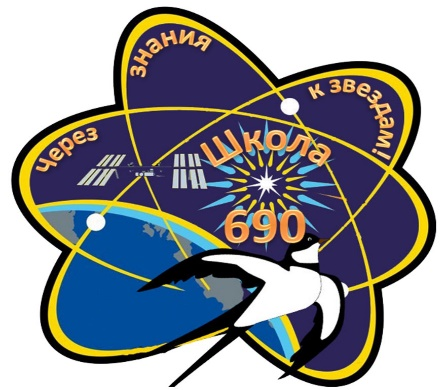 Через
знания
к звездам!
Школа
690